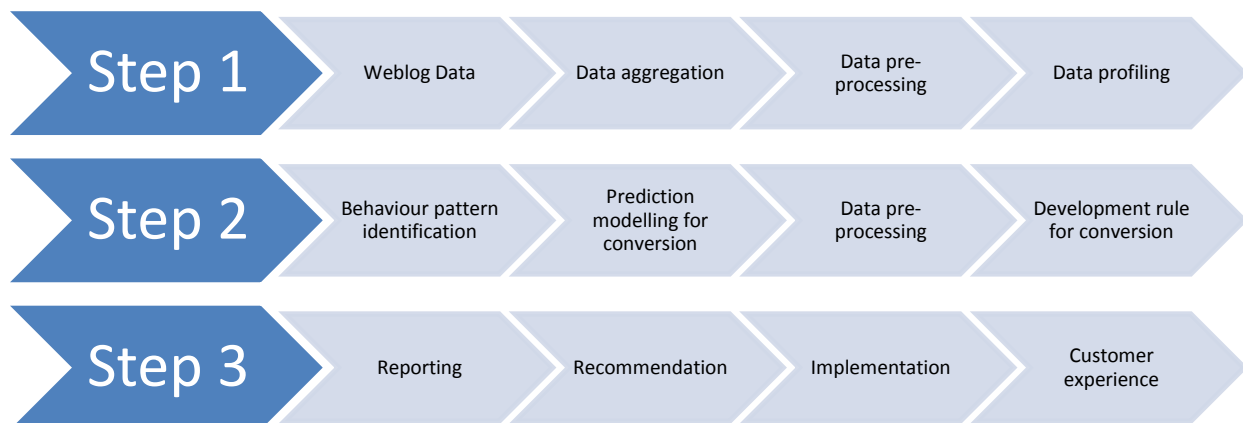 Step 1
Weblog Data
Data aggregation
Data pre-
processing
Data profiling
Step 2
Behaviour pattern
identification
Prediction
modelling for
conversion
Data pre-
processing
Development rule
for conversion
Step 3
Reporting
Recommendation
Implementation
Customer
experience